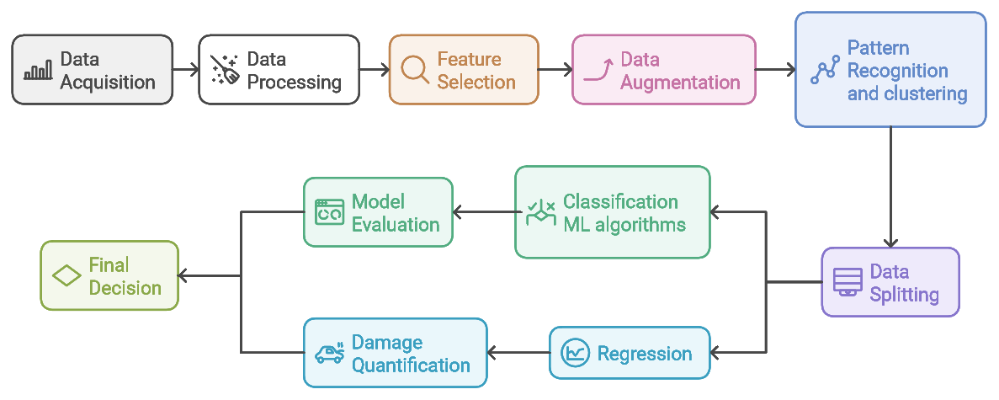 Data
Acquisition
Data
Processing
Feature
Selection
Data
Augmentation
Pattern
Recognition
and clustering
Model
Evaluation
Classification
ML algorithms
Final
Decision
Data
Splitting
Damage
Quantification
Regression